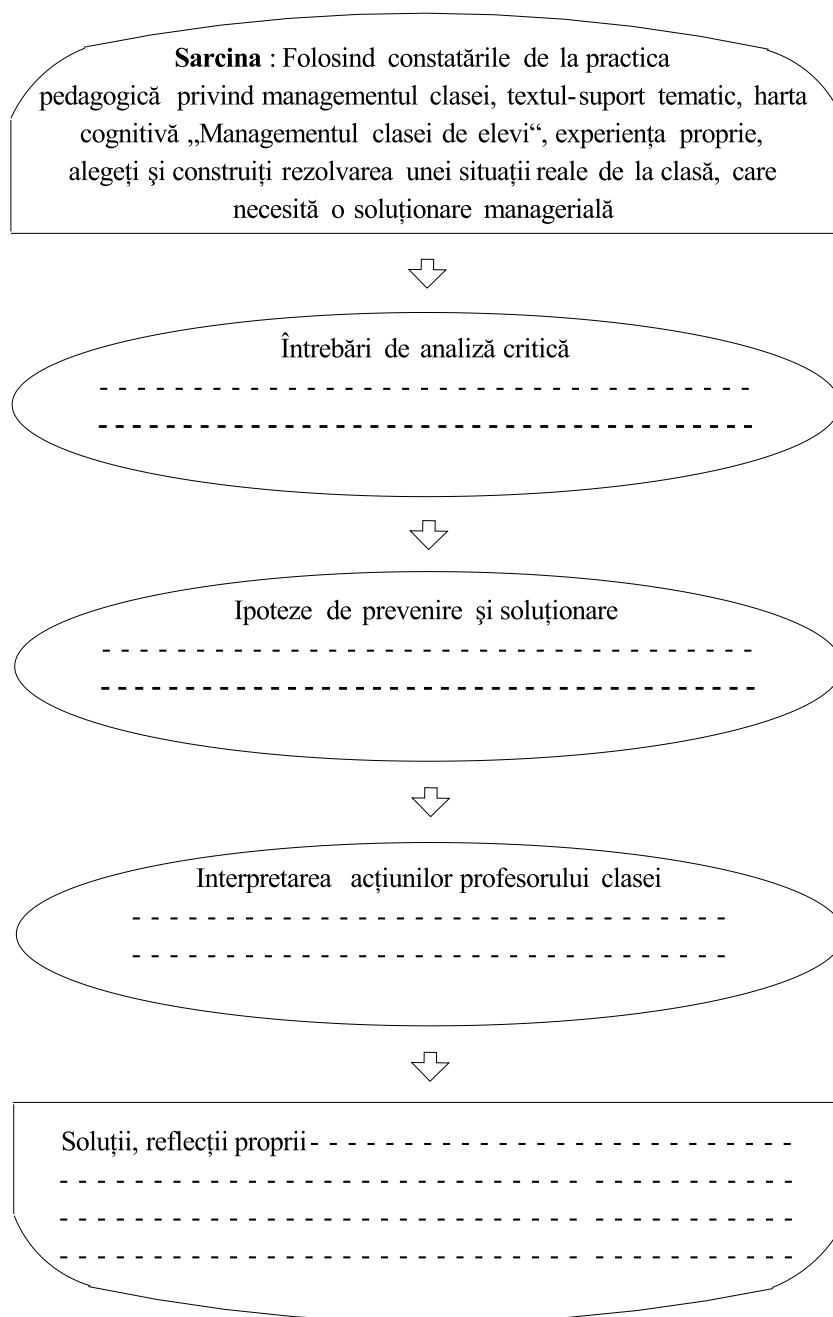 Sarcina : Folosind constatările de la practica
pedagogică privind managementul clasei, textul-suport tematic, harta
cognitivă „Managementul clasei de elevi“, experiența proprie,
alegeți şi construiți rezolvarea unei situații reale de la clasă, care
necesită o soluționare managerială
Întrebări de analiză critică
Ipoteze de prevenire şi soluționare
Interpretarea acțiunilor profesorului clasei
Soluții, reflecții proprii